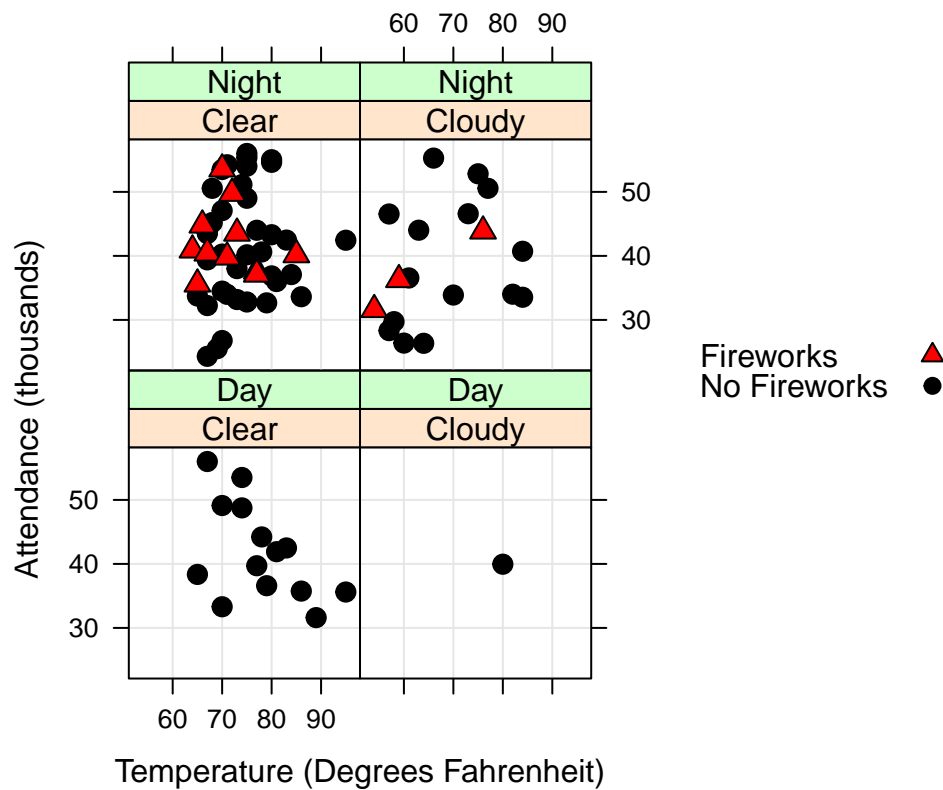 60 70 80 90
Night Night
Clear Cloudy
50
40
30
Day Day
Clear Cloudy
50
40
30
60 70 80 90
Temperature (Degrees Fahrenheit)
Attendance (thousands)
Fireworks
No Fireworks